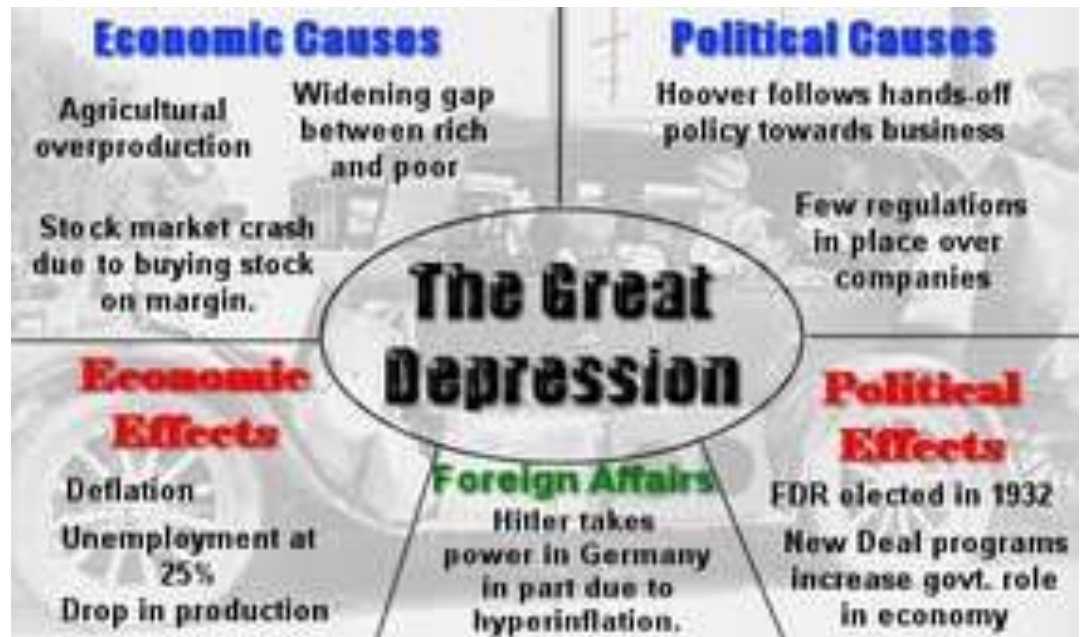 Economic Causes
Agricultural
overproduction
Widening gap
between rich
and poor
Stock market crash
due to buying stock
on margin.
Political Causes
Hoover follows hands-off
policy towards business
Few regulations
in place over
companies
The Great
Depression
Economic
Effects
Deflation
Unemployment at
25%
Drop in production
Foreign Affairs
Hitler takes
power in Germany
in part due to
hyperinflation.
Political
Effects
FDR elected in 1932
New Deal programs
increase govt. role
in economy